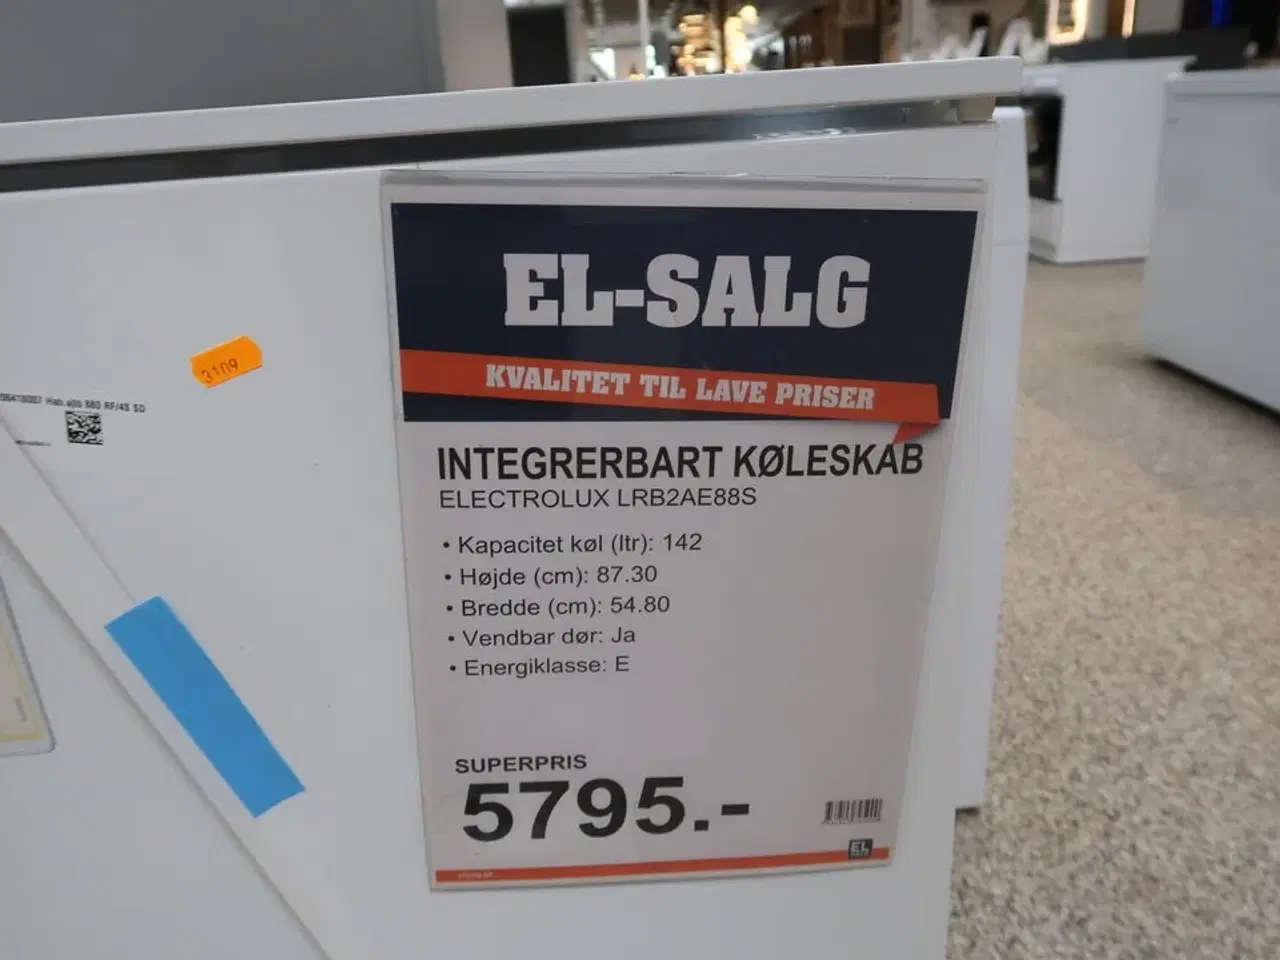 EL-SALG
KVALITET TIL LAVE PRISER
INTEGRERBART KØLESKAB
ELECTROLUX LRB2AE88S
• Kapacitet køl (ltr): 142
• Højde (cm): 87.30
• Bredde (cm): 54.80
• Vendbar dør: Ja
• Energiklasse: E
SUPERPRIS
5795.-
EL
3109